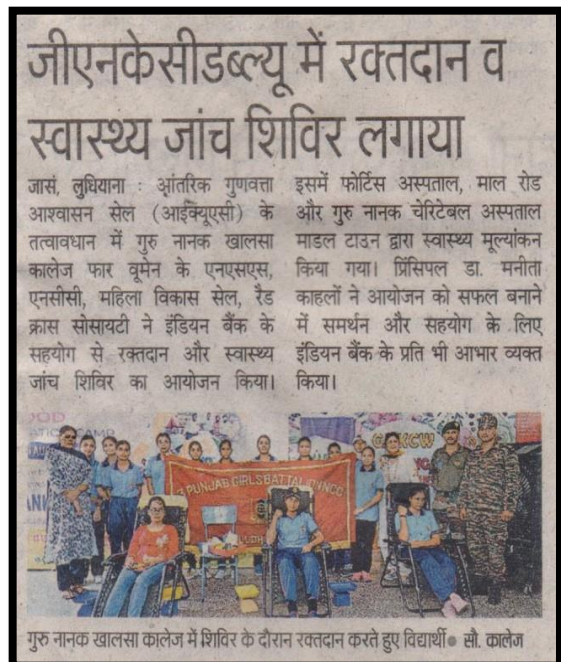 जीएनकेसीडब्ल्यू में रक्तदान व
स्वास्थ्य जांच शिविर लगाया
जासं, लुधियाना : आंतरिक गुणवत्ता
आश्वासन सेल (आईक्यूएसी) के
तत्वावधान में गुरु नानक खालसा
कालेज फार वूमेन के एनएसएस,
एनसीसी, महिला विकास सेल, रैड
क्रास सोसायटी ने इंडियन बैंक के
सहयोग से रक्तदान और स्वास्थ्य
जांच शिविर का आयोजन किया।
इसमें फोर्टिस अस्पताल, माल रोड
और गुरु नानक चेरिटेबल अस्पताल
माडल टाउन द्वारा स्वास्थ्य मूल्यांकन
किया गया। प्रिंसिपल डा. मनीता
काहलों ने आयोजन को सफल बनाने
में समर्थन और सहयोग के लिए
इंडियन बैंक के प्रति भी आभार व्यक्त
किया।
PUNJAB GIRLS BATTALION NCC
गुरु नानक खालसा कालेज में शिविर के दौरान रक्तदान करते हुए विद्यार्थी● सौ. कालेज